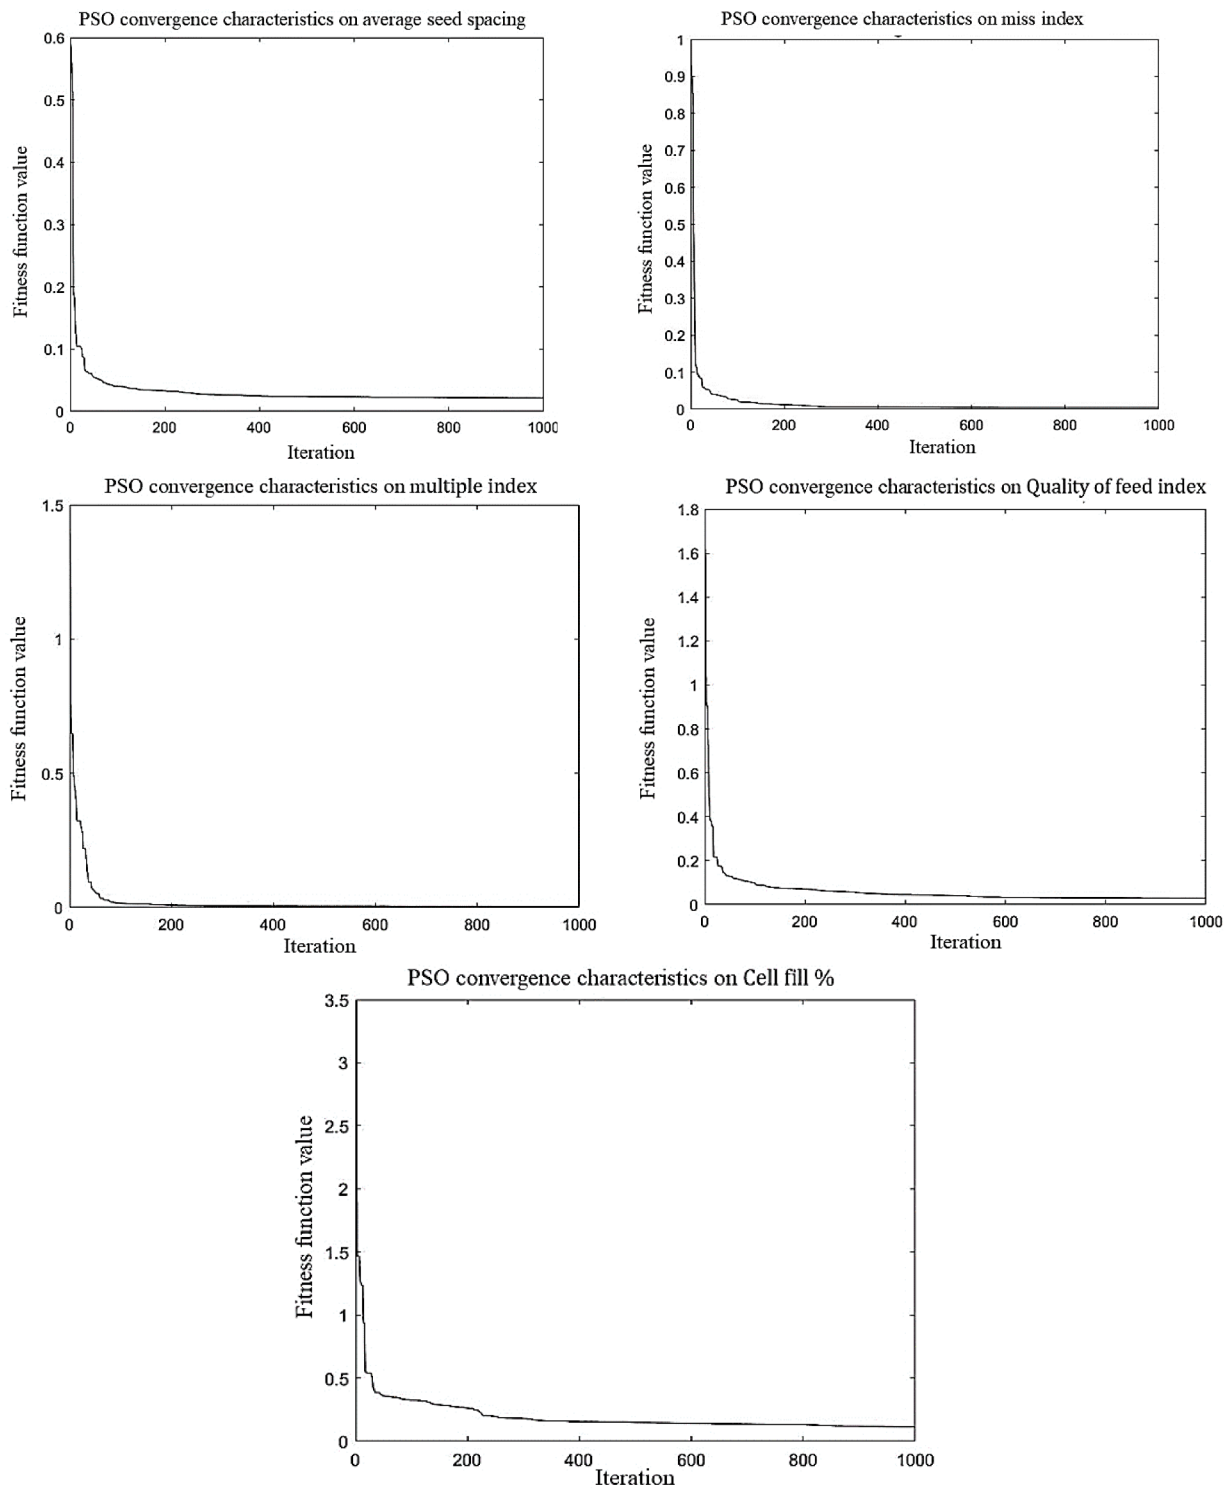 PSO convergence characteristics on average seed spacing
0.6
0.5
0.4
0.3
0.2
0.1
0
Fitness function value
0 200 400 600 800 1000
Iteration
PSO convergence characteristics on miss index
1
0.9
0.8
0.7
0.6
0.5
0.4
0.3
0.2
0.1
0
Fitness function value
0 200 400 600 800 1000
Iteration
PSO convergence characteristics on multiple index
1.5
1
0.5
0
Fitness function value
0 200 400 600 800 1000
Iteration
PSO convergence characteristics on Quality of feed index
1.8
1.6
1.4
1.2
1
0.8
0.6
0.4
0.2
0
Fitness function value
0 200 400 600 800 1000
Iteration
PSO convergence characteristics on Cell fill %
3.5
3
2.5
2
1.5
1
0.5
0
Fitness function value
0 200 400 600 800 1000
Iteration